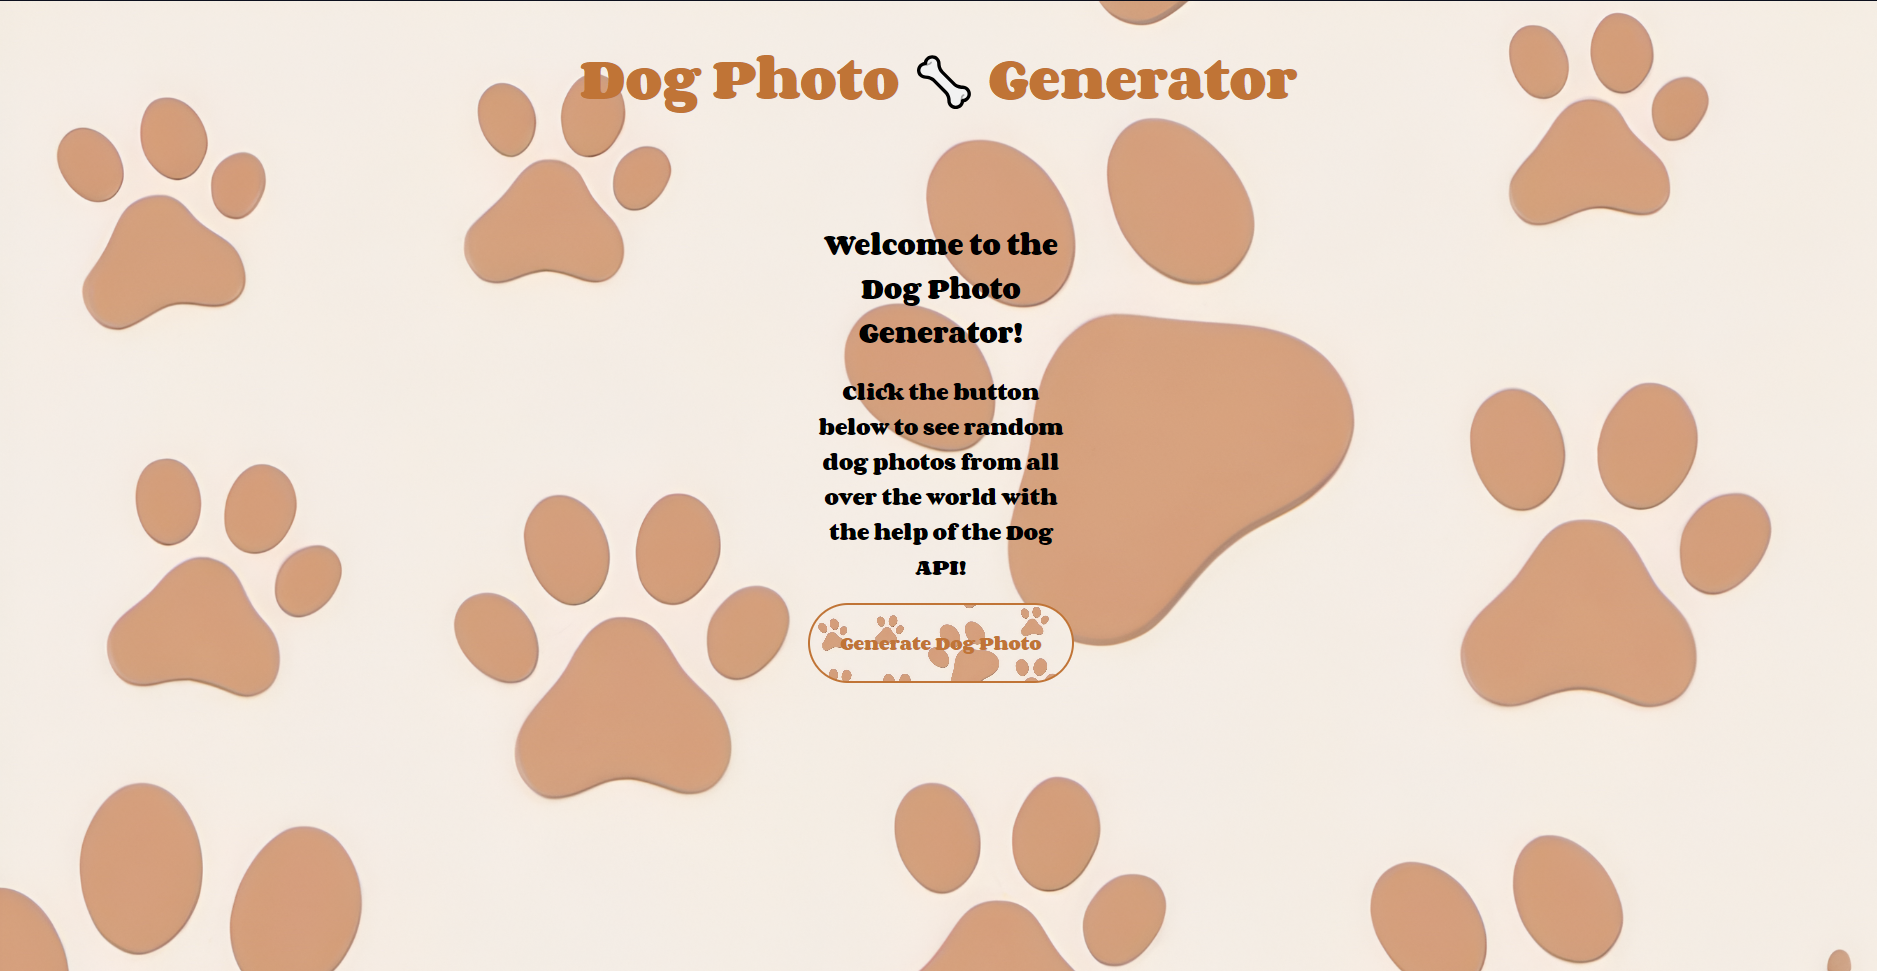 Dog Photo Generator
Welcome to the
Dog Photo
Generator!
Click the button
below to see random
dog photos from all
over the world with
the help of the Dog
API!
Generate Dog Photo